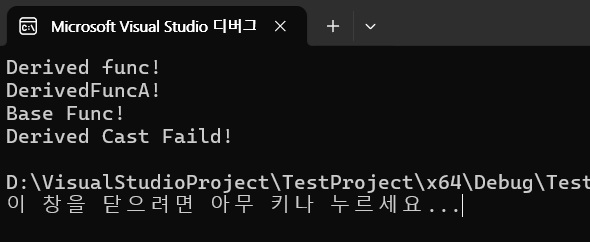 Microsoft Visual Studio 디버그
Derived func!
DerivedFuncA!
Base Func!
Derived Cast Faild!
D:\VisualStudioProject\TestProject\x64\Debug\Test
이 창을 닫으려면 아무 키나 누르세요...